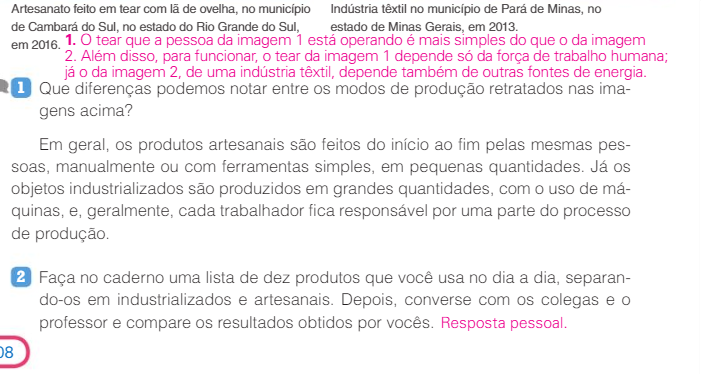 Artesanato feito em tear com lã de ovelha, no município
de Cambará do Sul, no estado do Rio Grande do Sul,
em 2016.
Indústria têxtil no município de Pará de Minas, no
estado de Minas Gerais, em 2013.
1. O tear que a pessoa da imagem 1 está operando é mais simples do que o da imagem
2. Além disso, para funcionar, o tear da imagem 1 depende só da força de trabalho humana;
já o da imagem 2, de uma indústria têxtil, depende também de outras fontes de energia.
1 Que diferenças podemos notar entre os modos de produção retratados nas ima-
gens acima?
Em geral, os produtos artesanais são feitos do início ao fim pelas mesmas pes-
soas, manualmente ou com ferramentas simples, em pequenas quantidades. Já os
objetos industrializados são produzidos em grandes quantidades, com o uso de má-
quinas, e, geralmente, cada trabalhador fica responsável por uma parte do processo
de produção.
2 Faça no caderno uma lista de dez produtos que você usa no dia a dia, separan-
do-os em industrializados e artesanais. Depois, converse com os colegas e o
professor e compare os resultados obtidos por vocês. Resposta pessoal.
08